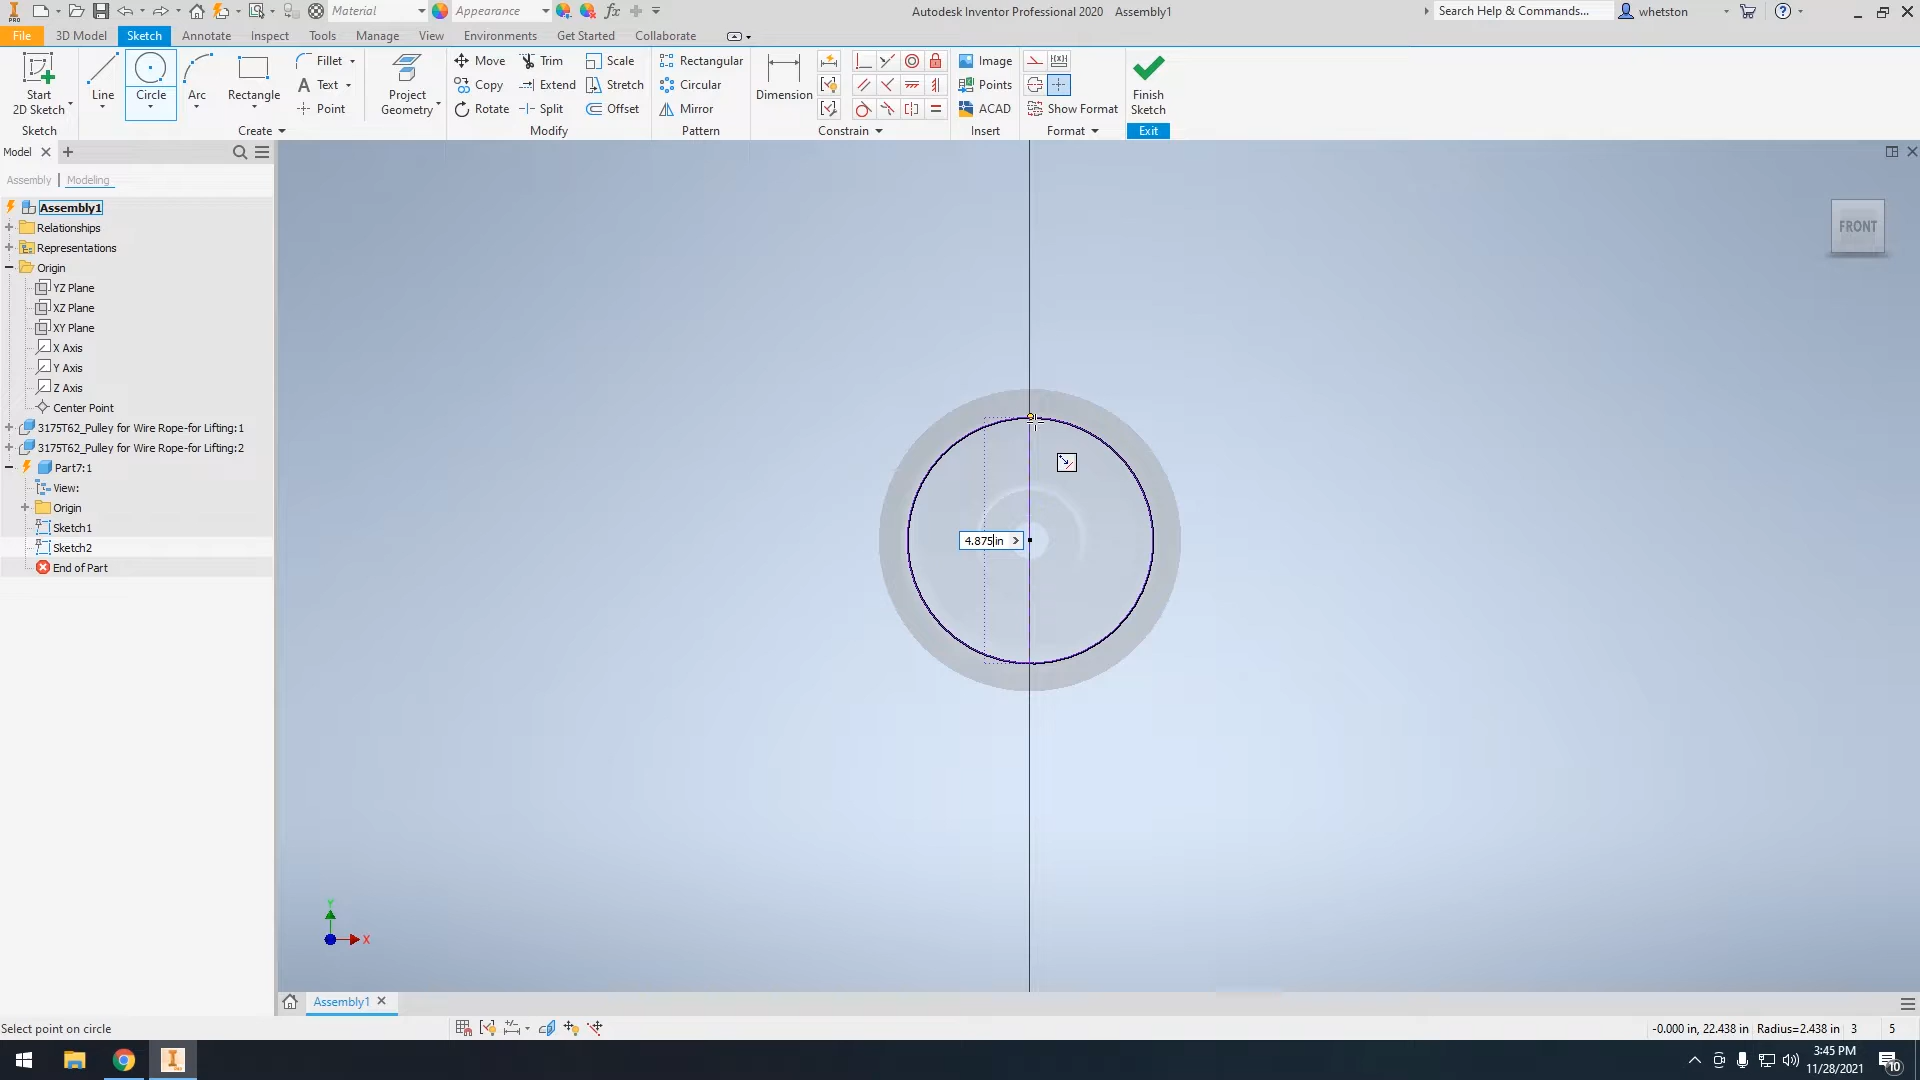 PRO
Material
Appearance
fx
Autodesk Inventor Professional 2020 Assembly1
Search Help & Commands...
whetston
File 3D Model Sketch Annotate Inspect Tools Manage View Environments Get Started Collaborate
Start 2D Sketch
Line
Circle
Arc
Rectangle
Fillet
A Text
Point
Project Geometry
Move Trim Scale
Copy Extend Stretch
Rotate Split Offset
Rectangular
Circular
Mirror
Dimension
Image
Points
ACAD
Show Format
Finish Sketch
Sketch Create Modify Pattern Constrain Insert Format Exit
Model
Assembly | Modeling
Assembly1
Relationships
Representations
Origin
YZ Plane
XZ Plane
XY Plane
X Axis
Y Axis
Z Axis
Center Point
3175T62_Pulley for Wire Rope-for Lifting:1
3175T62_Pulley for Wire Rope-for Lifting:2
Part7:1
View:
Origin
Sketch1
Sketch2
End of Part
FRONT
4.875in
Y
X
Assembly1
Select point on circle
-0.000 in, 22.438 in Radius=2.438 in 3 5
3:45 PM
11/28/2021
10